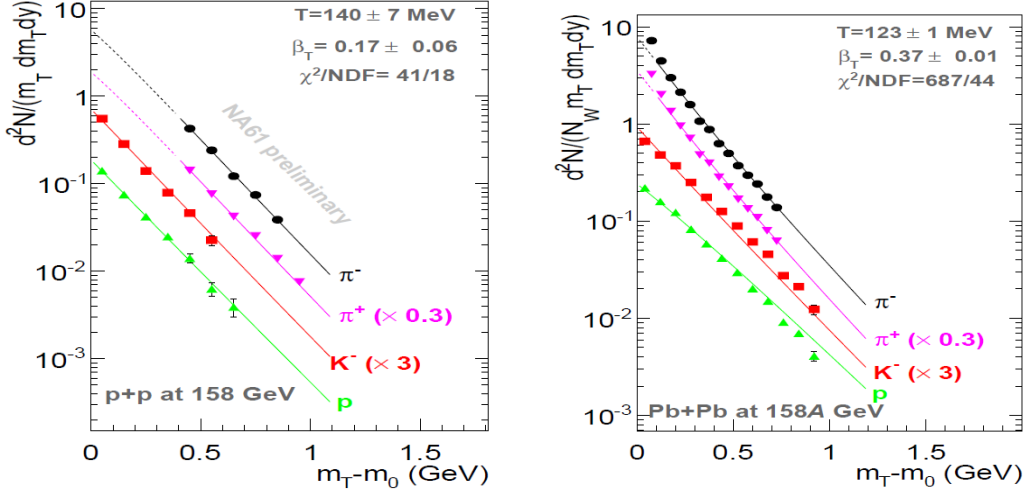 d²N/(m_T dm_T dy)
10
1
10⁻¹
10⁻²
10⁻³
T=140 ± 7 MeV
β_T= 0.17 ± 0.06
χ²/NDF= 41/18
NA61 preliminary
π⁻
π⁺ (× 0.3)
K⁻ (× 3)
p
p+p at 158 GeV
0 0.5 1 1.5
m_T-m_0 (GeV)
d²N/(N_W m_T dm_T dy)
10
1
10⁻¹
10⁻²
10⁻³
T=123 ± 1 MeV
β_T= 0.37 ± 0.01
χ²/NDF=687/44
π⁻
π⁺ (× 0.3)
K⁻ (× 3)
p
Pb+Pb at 158A GeV
0 0.5 1 1.5
m_T-m_0 (GeV)